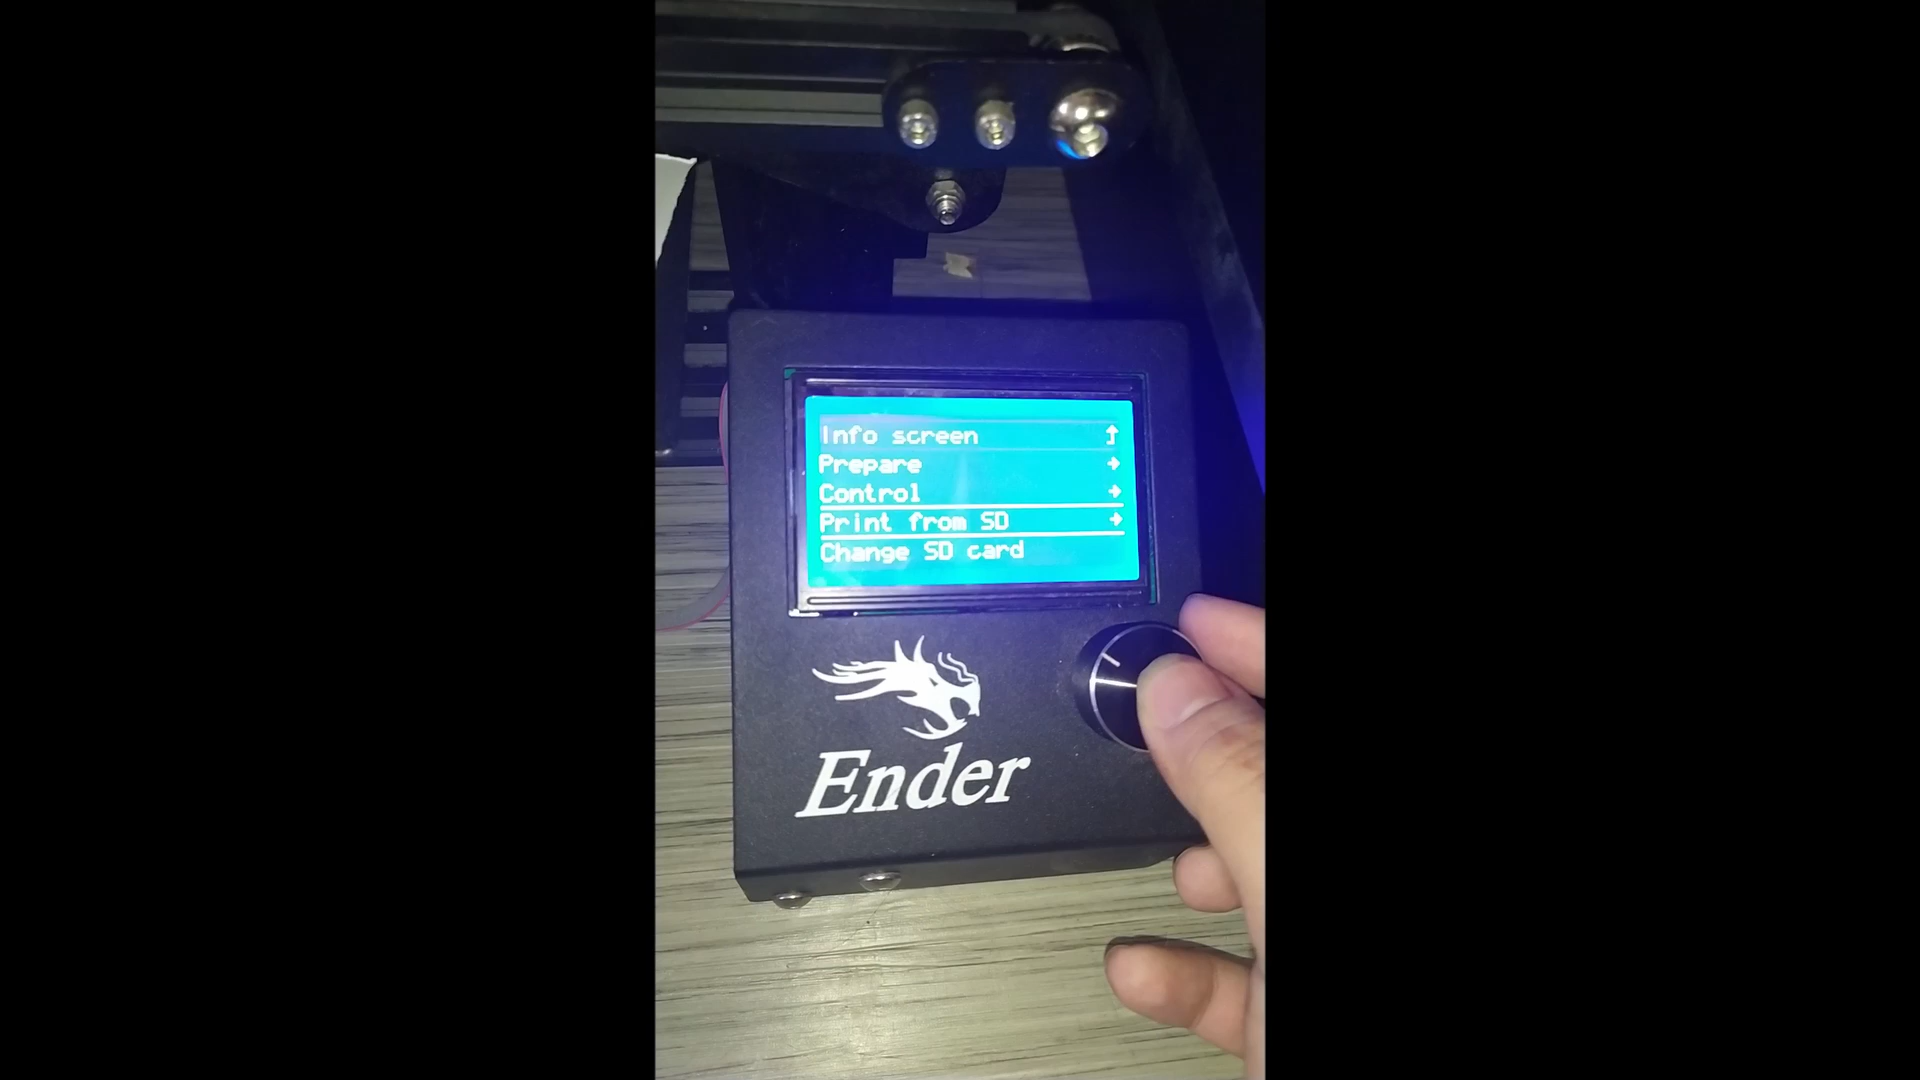 Info screen
Prepare
Control
Print from SD
Change SD card
Ender